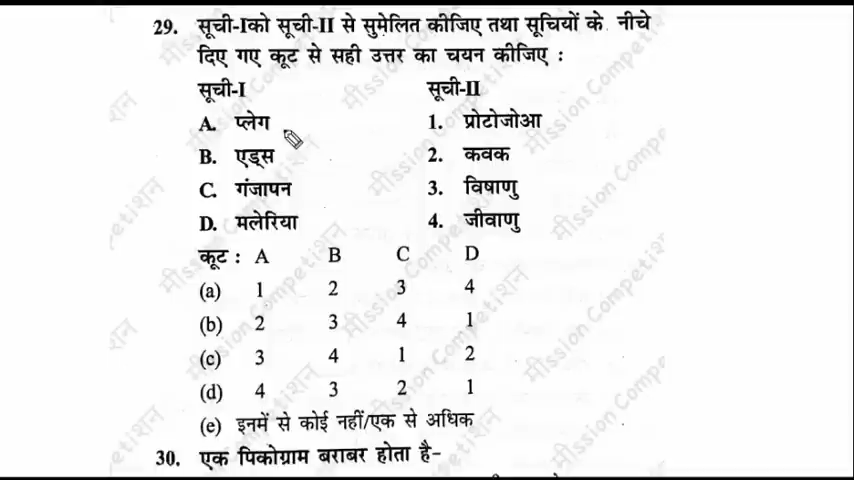 29. सूची-Iको सूची-II से सुमेलित कीजिए तथा सूचियों के नीचे
दिए गए कूट से सही उत्तर का चयन कीजिए :
सूची-I सूची-II
A. प्लेग 1. प्रोटोजोआ
B. एड्स 2. कवक
C. गंजापन 3. विषाणु
D. मलेरिया 4. जीवाणु
कूट : A B C D
(a) 1 2 3 4
(b) 2 3 4 1
(c) 3 4 1 2
(d) 4 3 2 1
(e) इनमें से कोई नहीं/एक से अधिक
30. एक पिकोग्राम बराबर होता है-